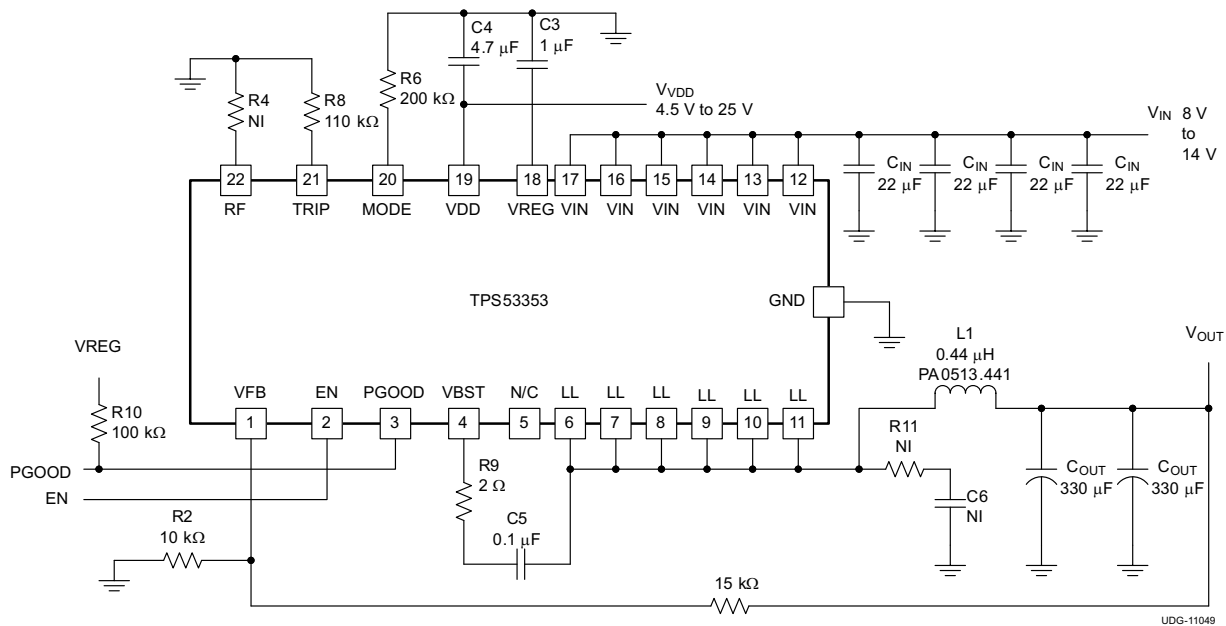 C4
4.7 μF
C3
1 μF
R4
NI
R8
110 kΩ
R6
200 kΩ
VVDD
4.5 V to 25 V
VIN 8 V
to
14 V
CIN
22 μF
CIN
22 μF
CIN
22 μF
CIN
22 μF
22 21 20 19 18 17 16 15 14 13 12
RF TRIP MODE VDD VREG VIN VIN VIN VIN VIN VIN
TPS53353
GND
VREG
L1
0.44 μH
PA0513.441
VOUT
VFB EN PGOOD VBST N/C LL LL LL LL LL LL
1 2 3 4 5 6 7 8 9 10 11
R10
100 kΩ
R11
NI
PGOOD
EN
R9
2 Ω
C6
NI
COUT
330 μF
COUT
330 μF
R2
10 kΩ
C5
0.1 μF
15 kΩ
UDG-11049